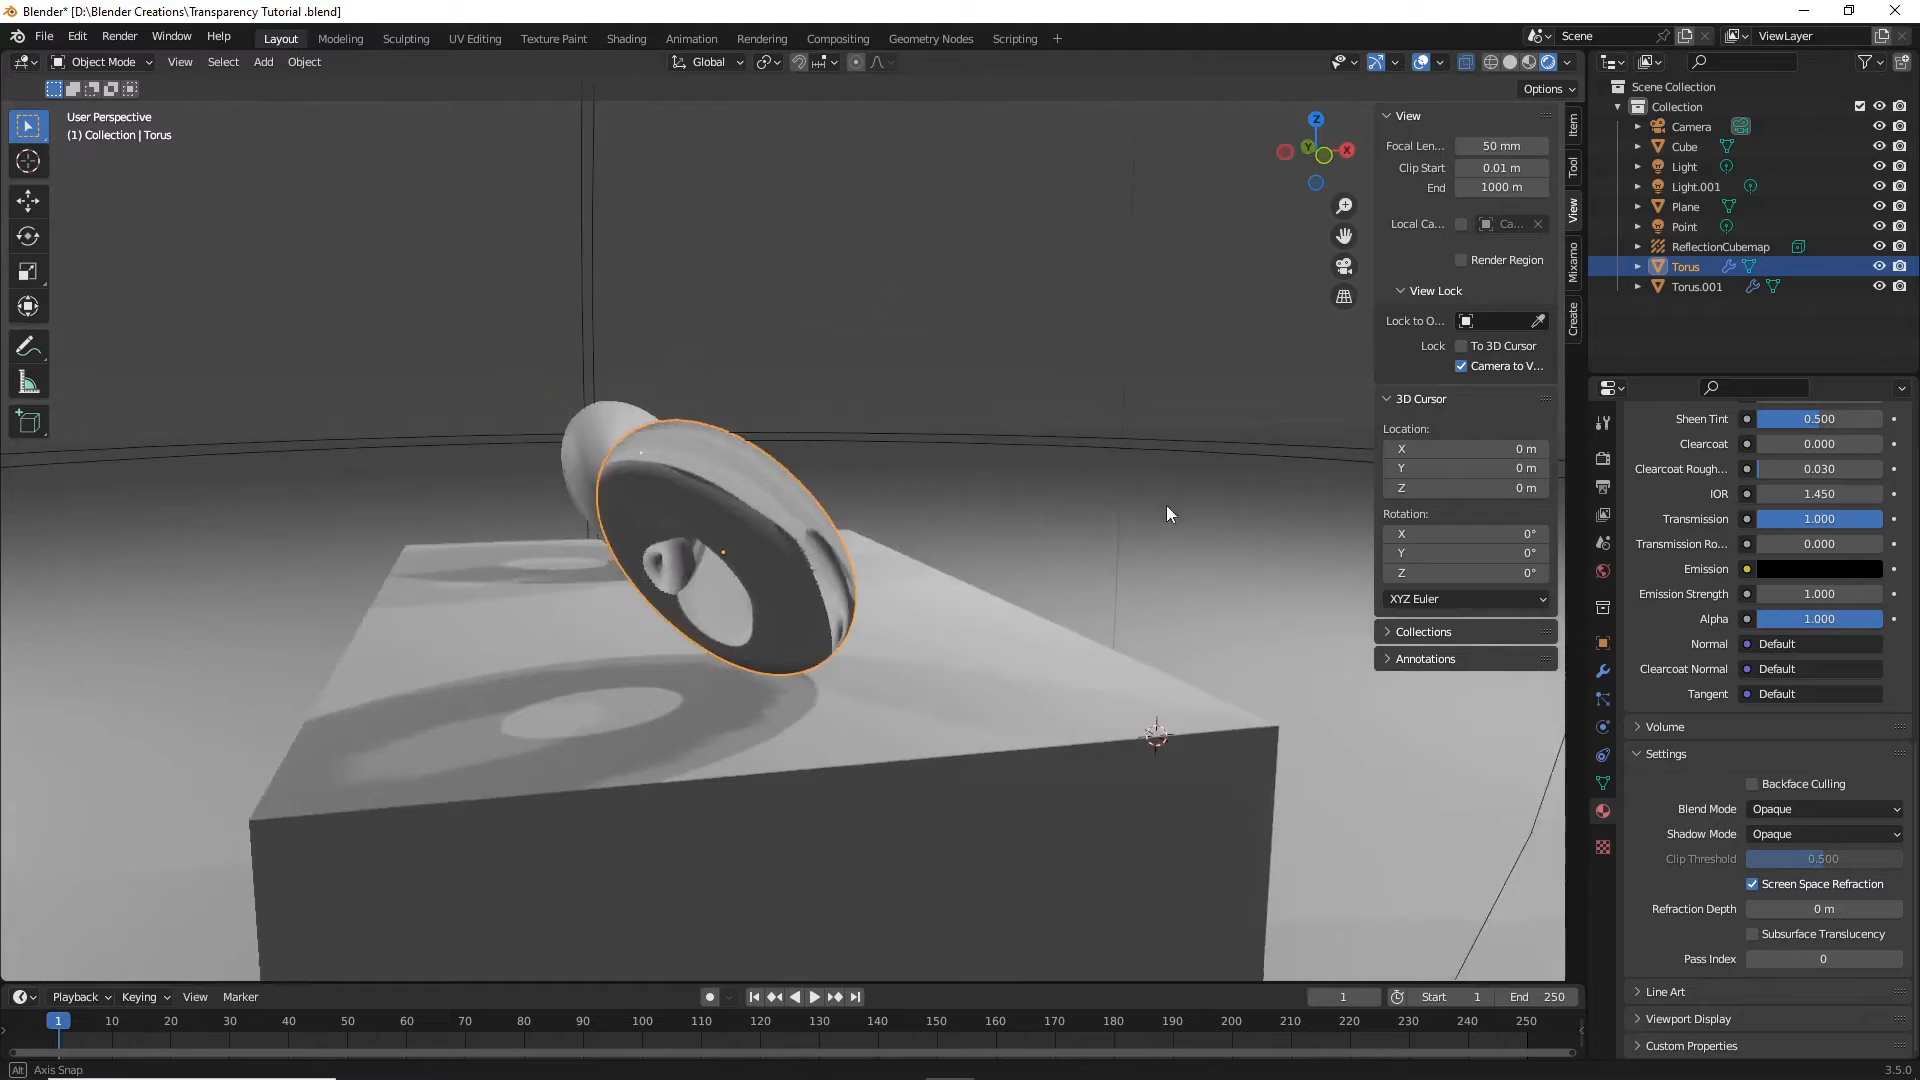 Blender* [D:\Blender Creations\Transparency Tutorial .blend]
File Edit Render Window Help Layout Modeling Sculpting UV Editing Texture Paint Shading Animation Rendering Compositing Geometry Nodes Scripting + Scene ViewLayer
Object Mode View Select Add Object Global
Options
User Perspective
(1) Collection | Torus
Z
Y
X
View
Focal Len... 50 mm
Clip Start 0.01 m
End 1000 m
Local Ca... Ca...
Render Region
View Lock
Lock to O...
Lock To 3D Cursor
Camera to V...
3D Cursor
Location:
X 0 m
Y 0 m
Z 0 m
Rotation:
X 0°
Y 0°
Z 0°
XYZ Euler
Collections
Annotations
Item
Tool
View
Mixamo
Create
Scene Collection
Collection
Camera
Cube
Light
Light.001
Plane
Point
ReflectionCubemap
Torus
Torus.001
Sheen Tint 0.500
Clearcoat 0.000
Clearcoat Rough... 0.030
IOR 1.450
Transmission 1.000
Transmission Ro... 0.000
Emission
Emission Strength 1.000
Alpha 1.000
Normal Default
Clearcoat Normal Default
Tangent Default
Volume
Settings
Backface Culling
Blend Mode Opaque
Shadow Mode Opaque
Clip Threshold 0.500
Screen Space Refraction
Refraction Depth 0 m
Subsurface Translucency
Pass Index 0
Line Art
Viewport Display
Custom Properties
Playback Keying View Marker 1 Start 1 End 250
1 10 20 30 40 50 60 70 80 90 100 110 120 130 140 150 160 170 180 190 200 210 220 230 240 250
Alt Axis Snap 3.5.0